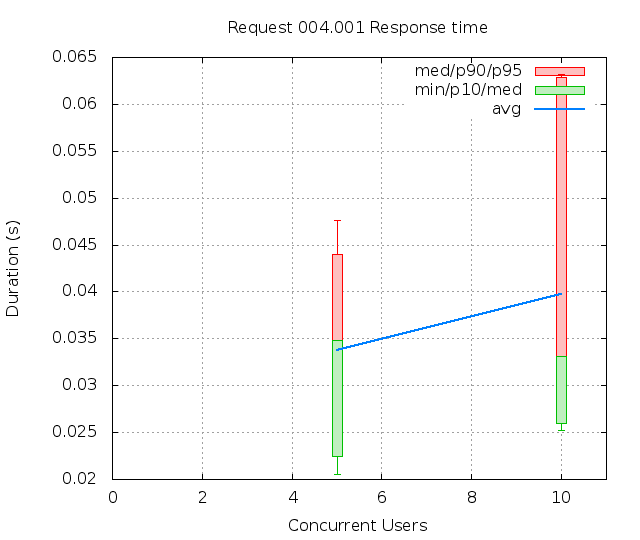 Request 004.001 Response time
0.065
0.06
0.055
0.05
0.045
0.04
0.035
0.03
0.025
0.02
Duration (s)
med/p90/p95
min/p10/med
avg
0 2 4 6 8 10
Concurrent Users